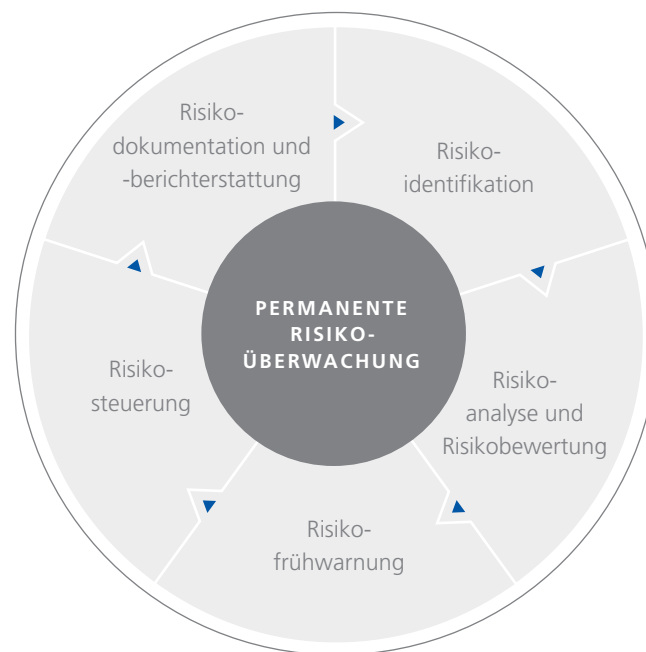 Risiko-
dokumentation und
-berichterstattung
Risiko-
identifikation
PERMANENTE
RISIKO-
ÜBERWACHUNG
Risiko-
steuerung
Risiko-
analyse und
Risikobewertung
Risiko-
frühwarnung